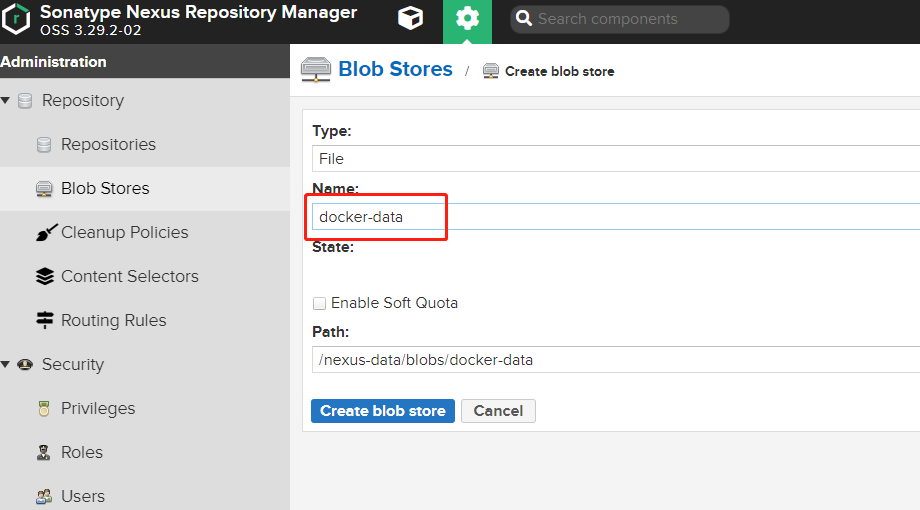 Sonatype Nexus Repository Manager
OSS 3.29.2-02
Search components
Administration
Repository
Repositories
Blob Stores
Cleanup Policies
Content Selectors
Routing Rules
Security
Privileges
Roles
Users
Blob Stores / Create blob store
Type:
File
Name:
docker-data
State:
Enable Soft Quota
Path:
/nexus-data/blobs/docker-data
Create blob store Cancel